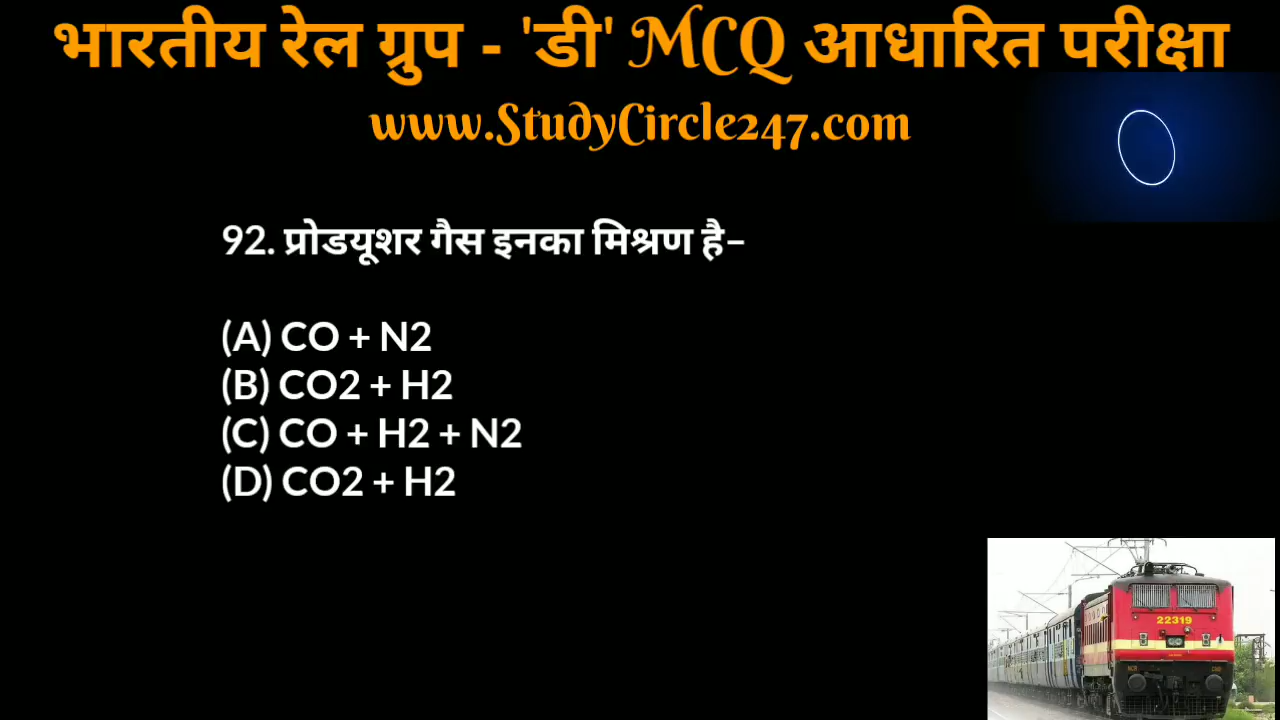 भारतीय रेल ग्रुप - 'डी' MCQ आधारित परीक्षा
www.StudyCircle247.com
92. प्रोडयूशर गैस इनका मिश्रण है–
(A) CO + N2
(B) CO2 + H2
(C) CO + H2 + N2
(D) CO2 + H2
22319